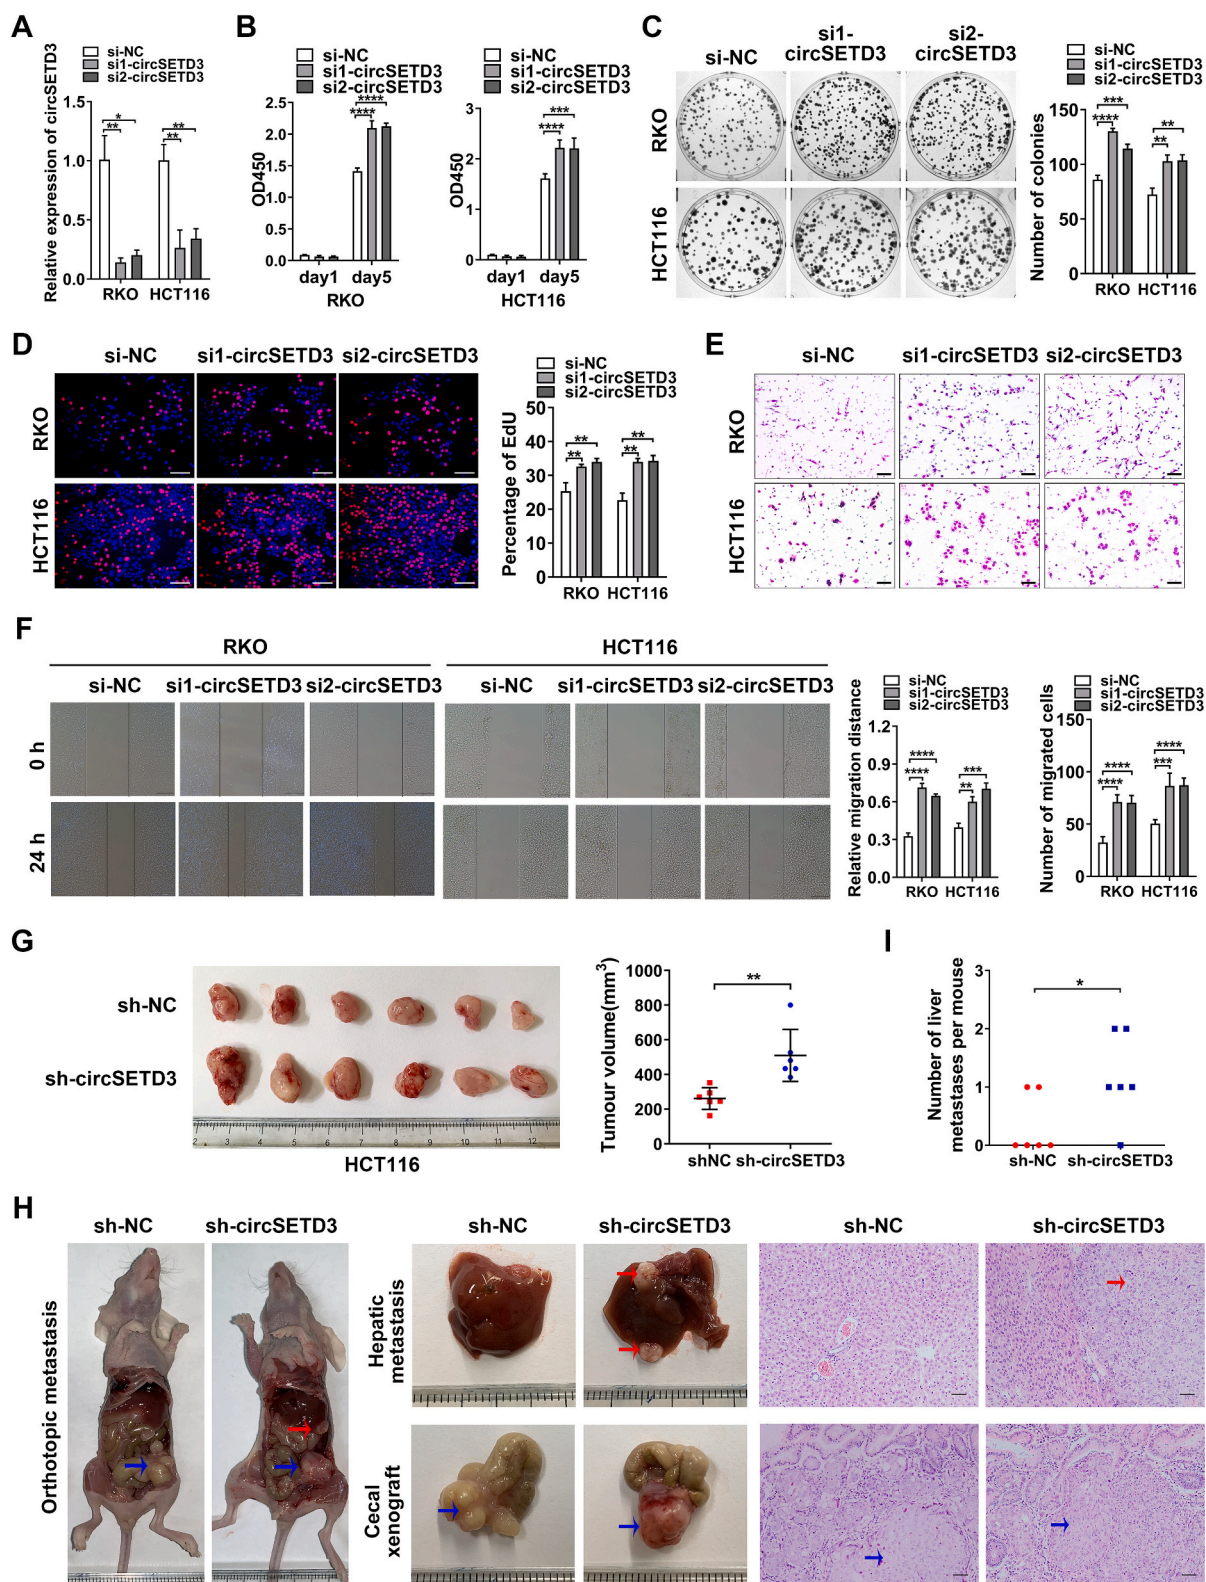 A
si-NC
si1-circSETD3
si2-circSETD3
Relative expression of circSETD3
1.5
1.0
0.5
0.0
*
**
**
**
RKO
HCT116
B
si-NC
si1-circSETD3
si2-circSETD3
OD450
2.5
2.0
1.5
1.0
0.5
0.0
****
****
day1
day5
RKO
si-NC
si1-circSETD3
si2-circSETD3
OD450
3
2
1
0
***
****
day1
day5
HCT116
C
si-NC
si1-
circSETD3
si2-
circSETD3
RKO
HCT116
si-NC
si1-circSETD3
si2-circSETD3
Number of colonies
150
100
50
0
***
****
**
**
RKO
HCT116
D
si-NC
si1-circSETD3
si2-circSETD3
RKO
HCT116
si-NC
si1-circSETD3
si2-circSETD3
Percentage of EdU
50
40
30
20
10
0
**
**
**
**
RKO
HCT116
E
si-NC
si1-circSETD3
si2-circSETD3
RKO
HCT116
F
RKO
HCT116
si-NC
si1-circSETD3
si2-circSETD3
si-NC
si1-circSETD3
si2-circSETD3
0 h
24 h
si-NC
si1-circSETD3
si2-circSETD3
Relative migration distance
1.2
0.9
0.6
0.3
0.0
****
****
***
**
RKO
HCT116
si-NC
si1-circSETD3
si2-circSETD3
Number of migrated cells
150
100
50
0
****
****
****
***
RKO
HCT116
G
sh-NC
sh-circSETD3
2 3 4 5 6 7 8 9 10 11 12
HCT116
Tumour volume(mm³)
1000
800
600
400
200
0
**
shNC
sh-circSETD3
I
Number of liver
metastases per mouse
3
2
1
0
*
sh-NC
sh-circSETD3
H
sh-NC
sh-circSETD3
sh-NC
sh-circSETD3
sh-NC
sh-circSETD3
Orthotopic metastasis
Hepatic
metastasis
Cecal
xenograft